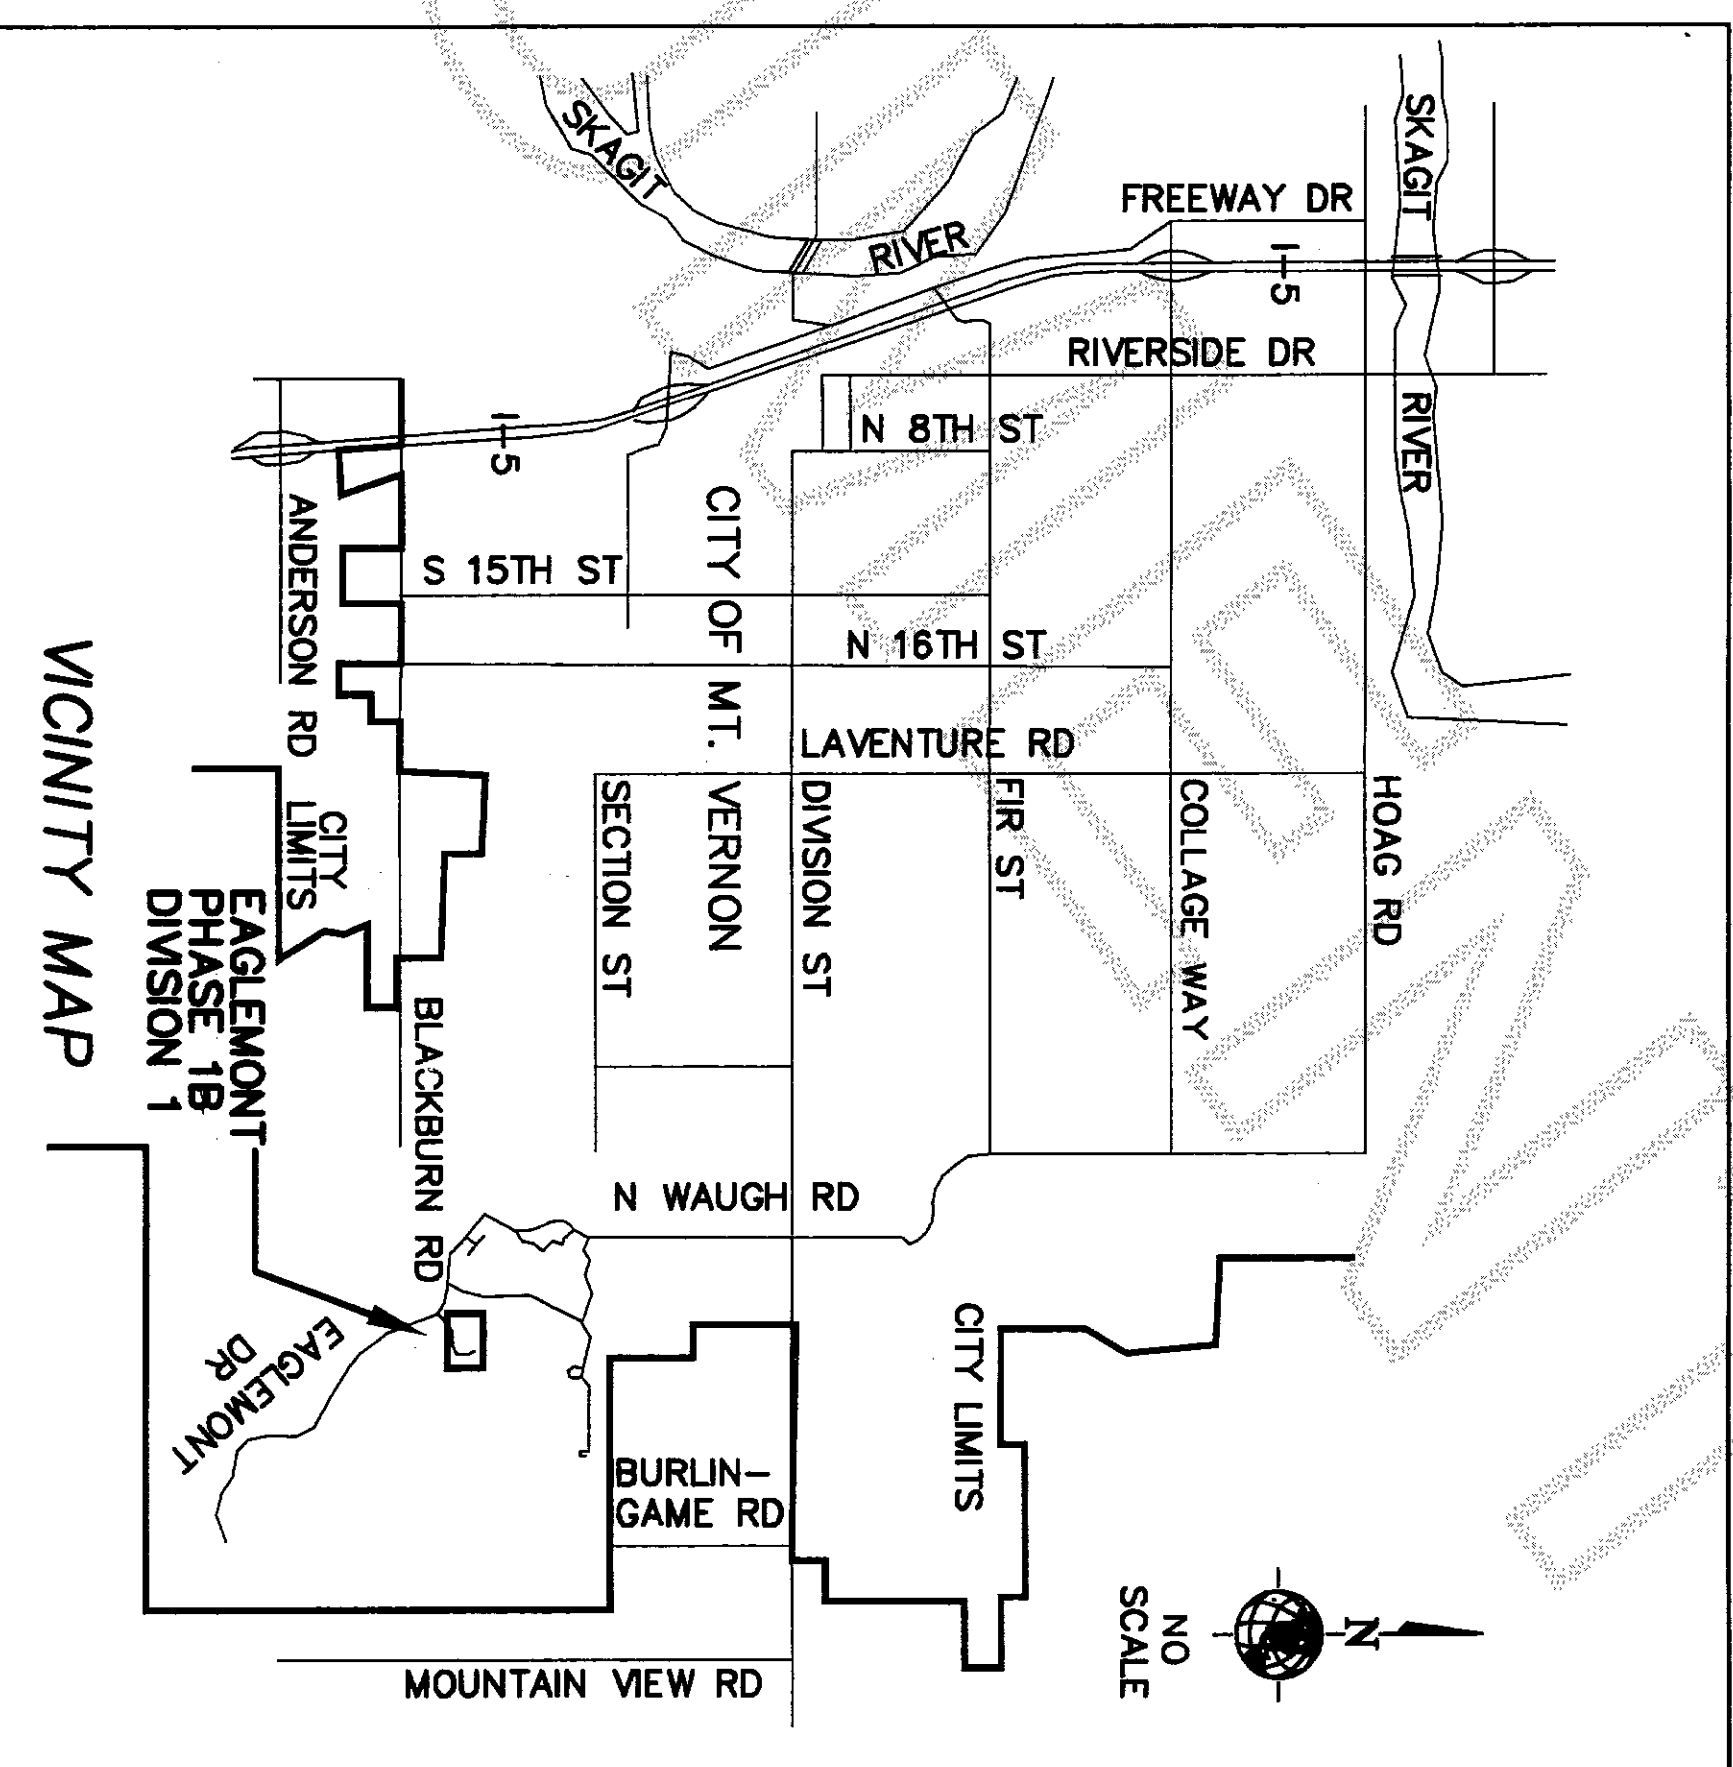 SKAGIT
RIVER
HOAG RD
FREEWAY DR
I-5
RIVERSIDE DR
COLLAGE WAY
NO
SCALE
N
FIR ST
CITY LIMITS
RIVER
N 8TH ST
N 16TH ST
LAVENTURE RD
DIVISION ST
CITY OF MT. VERNON
N WAUGH RD
BURLIN-
GAME RD
MOUNTAIN VIEW RD
SKAGIT
SECTION ST
I-5
S 15TH ST
BLACKBURN RD
ANDERSON RD
CITY
LIMITS
EAGLEMONT
DR
EAGLEMONT
PHASE 1B
DIVISION 1
VICINITY MAP